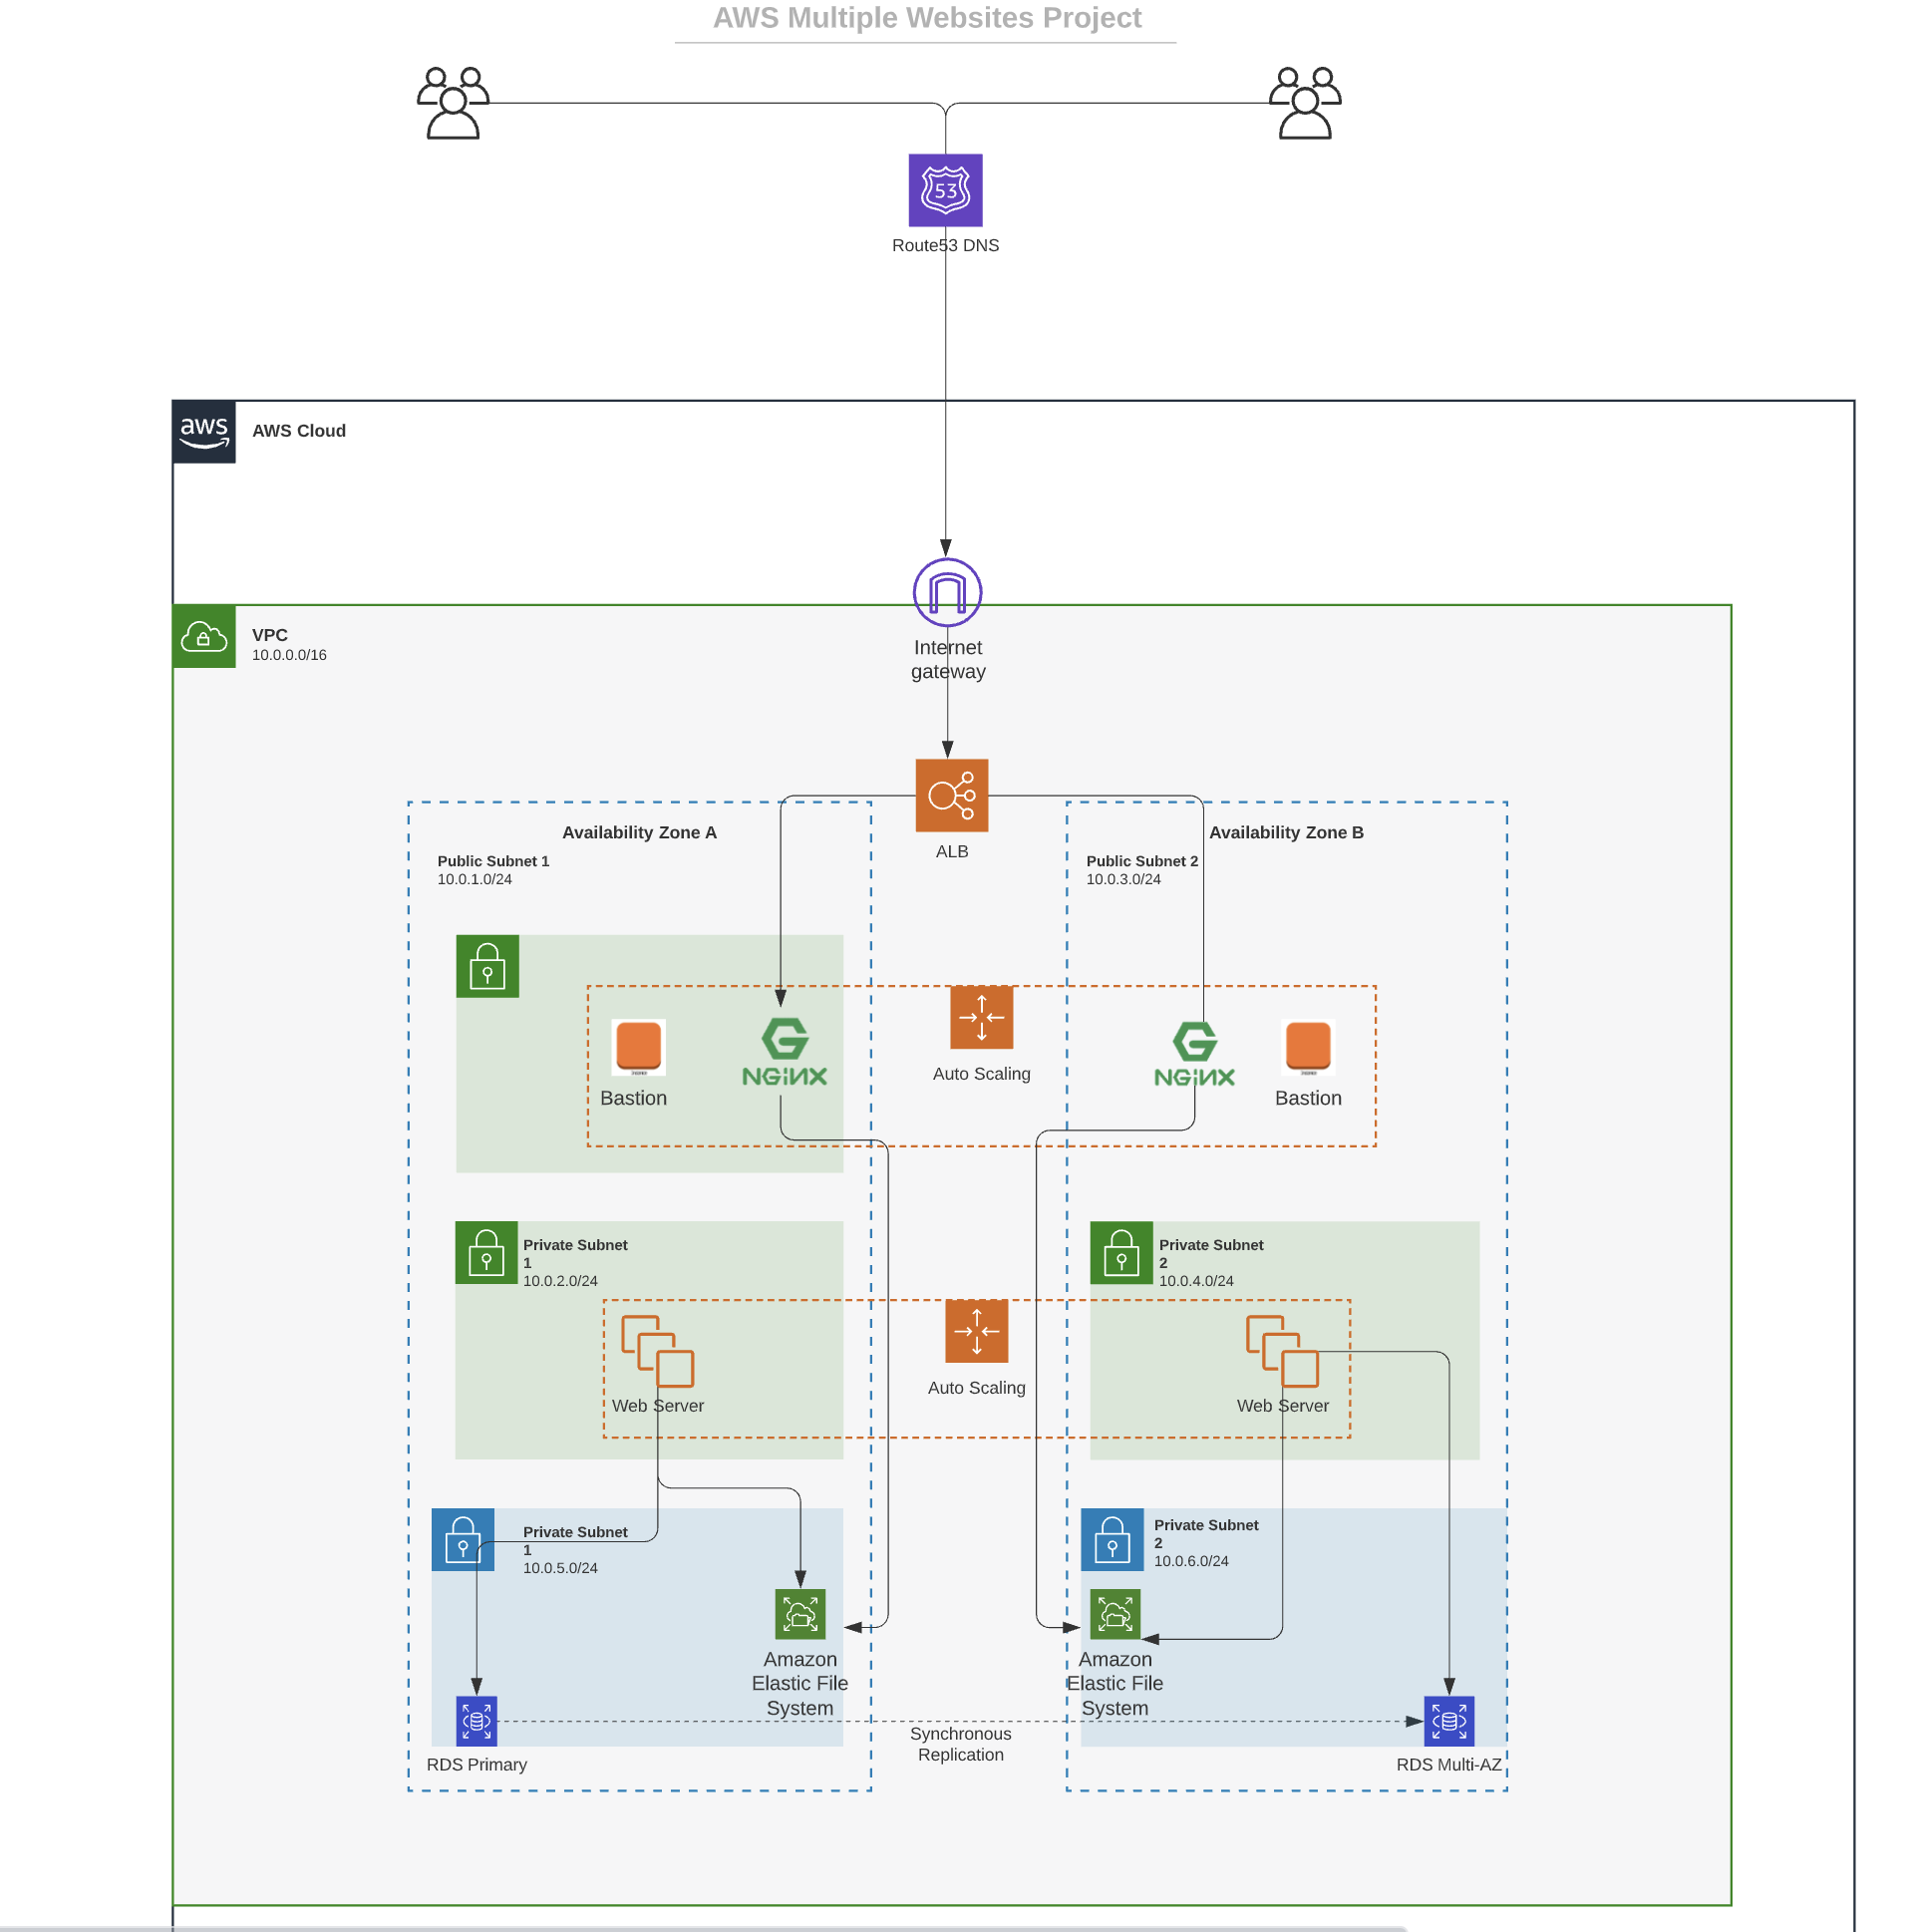 AWS Multiple Websites Project
53
Route53 DNS
aws
AWS Cloud
VPC
10.0.0.0/16
Internet
gateway
ALB
Availability Zone A
Public Subnet 1
10.0.1.0/24
Availability Zone B
Public Subnet 2
10.0.3.0/24
Bastion
NGiNX
Auto Scaling
NGiNX
Bastion
Private Subnet
1
10.0.2.0/24
Private Subnet
2
10.0.4.0/24
Web Server
Auto Scaling
Web Server
Private Subnet
1
10.0.5.0/24
Private Subnet
2
10.0.6.0/24
Amazon
Elastic File
System
Amazon
Elastic File
System
Synchronous
Replication
RDS Primary
RDS Multi-AZ